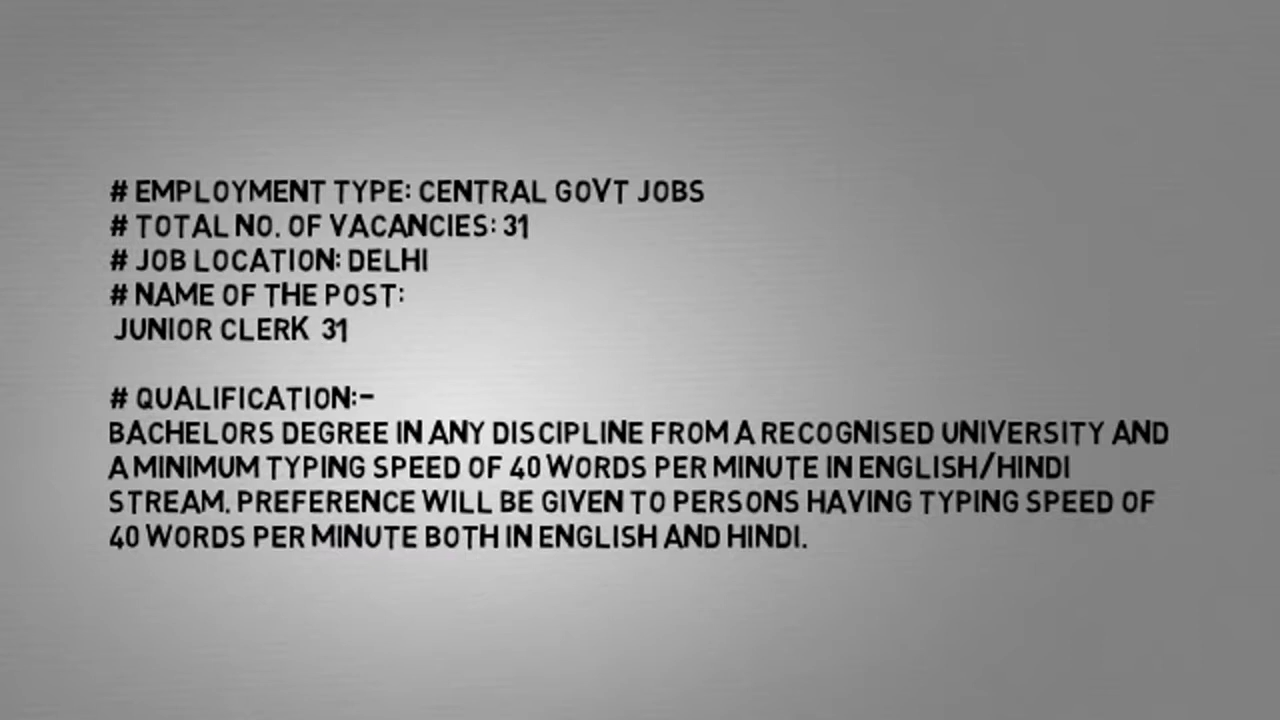 # EMPLOYMENT TYPE: CENTRAL GOVT JOBS
# TOTAL NO. OF VACANCIES: 31
# JOB LOCATION: DELHI
# NAME OF THE POST:
JUNIOR CLERK 31
# QUALIFICATION:-
BACHELORS DEGREE IN ANY DISCIPLINE FROM A RECOGNISED UNIVERSITY AND
A MINIMUM TYPING SPEED OF 40 WORDS PER MINUTE IN ENGLISH/HINDI
STREAM. PREFERENCE WILL BE GIVEN TO PERSONS HAVING TYPING SPEED OF
40 WORDS PER MINUTE BOTH IN ENGLISH AND HINDI.